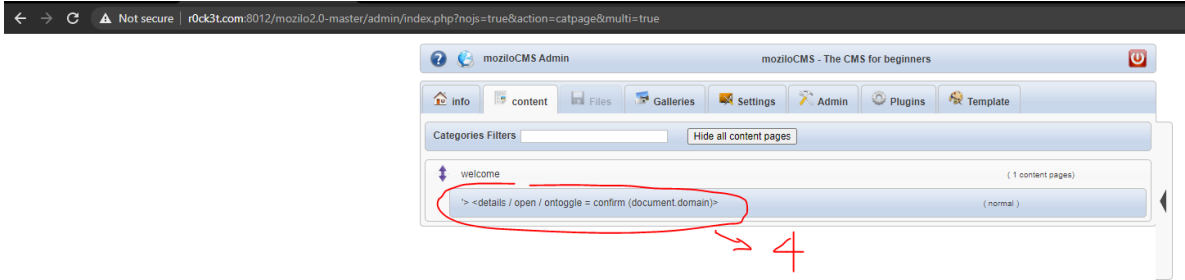 Not secure | r0ck3t.com:8012/mozilo2.0-master/admin/index.php?nojs=true&action=catpage&multi=true
moziloCMS Admin moziloCMS - The CMS for beginners
info content Files Galleries Settings Admin Plugins Template
Categories Filters Hide all content pages
welcome ( 1 content pages)
'> <details / open / ontoggle = confirm (document.domain)> ( normal )
4